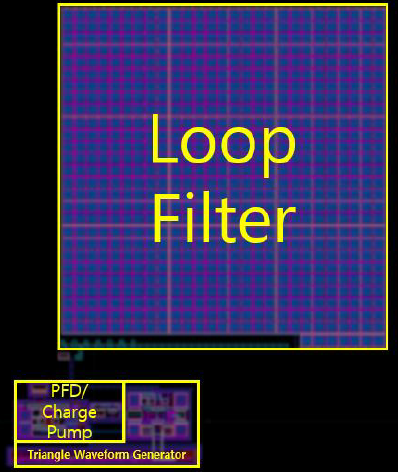 Loop
Filter
PFD/
Charge
Pump
Triangle Waveform Generator